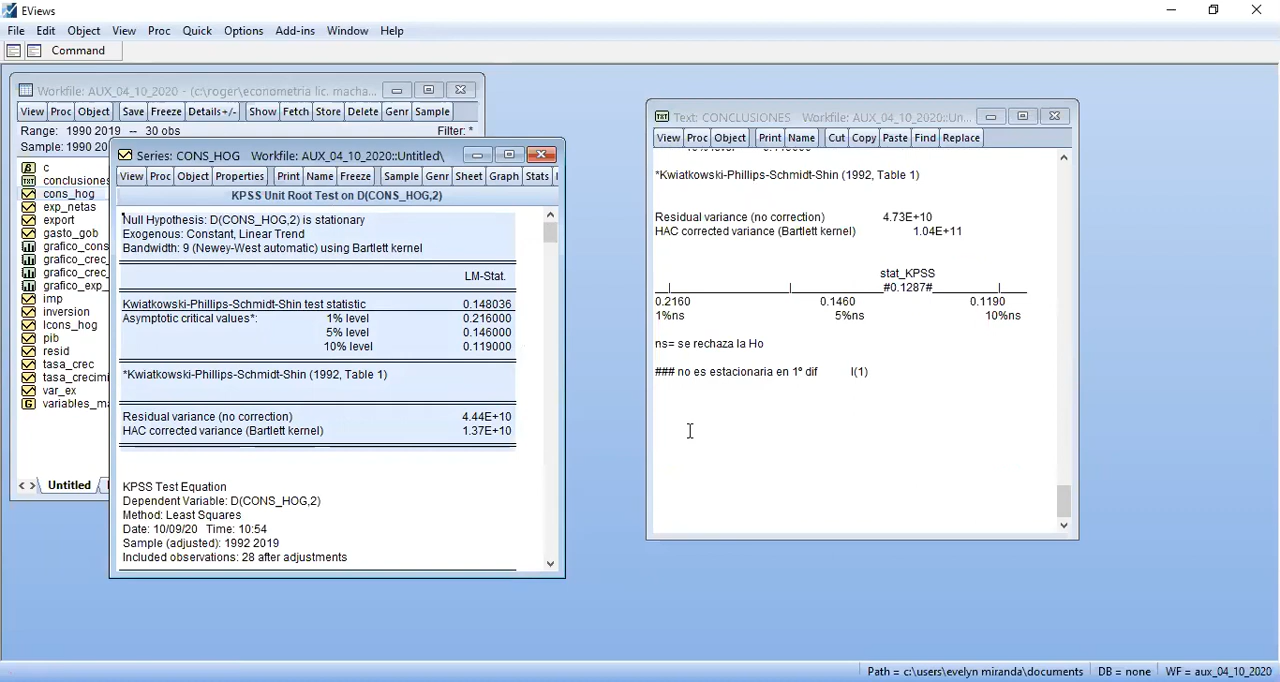 EViews
File Edit Object View Proc Quick Options Add-ins Window Help
Command
Workfile: AUX_04_10_2020 - (c:\roger\econometria lic. macha...
View Proc Object Save Freeze Details+/- Show Fetch Store Delete Genr Sample
Range: 1990 2019 -- 30 obs Filter: *
Sample: 1990 20
c
conclusiones
cons_hog
exp_netas
export
gasto_gob
grafico_cons
grafico_crec_
grafico_crec_
grafico_exp_
imp
inversion
lcons_hog
pib
resid
tasa_crec
tasa_crecimi
var_ex
variables_ma
Untitled
Series: CONS_HOG Workfile: AUX_04_10_2020::Untitled\
View Proc Object Properties Print Name Freeze Sample Genr Sheet Graph Stats
KPSS Unit Root Test on D(CONS_HOG,2)
Null Hypothesis: D(CONS_HOG,2) is stationary
Exogenous: Constant, Linear Trend
Bandwidth: 9 (Newey-West automatic) using Bartlett kernel
LM-Stat.
Kwiatkowski-Phillips-Schmidt-Shin test statistic 0.148036
Asymptotic critical values*: 1% level 0.216000
5% level 0.146000
10% level 0.119000
*Kwiatkowski-Phillips-Schmidt-Shin (1992, Table 1)
Residual variance (no correction) 4.44E+10
HAC corrected variance (Bartlett kernel) 1.37E+10
KPSS Test Equation
Dependent Variable: D(CONS_HOG,2)
Method: Least Squares
Date: 10/09/20 Time: 10:54
Sample (adjusted): 1992 2019
Included observations: 28 after adjustments
Text: CONCLUSIONES Workfile: AUX_04_10_2020::Un...
View Proc Object Print Name Cut Copy Paste Find Replace
*Kwiatkowski-Phillips-Schmidt-Shin (1992, Table 1)
Residual variance (no correction) 4.73E+10
HAC corrected variance (Bartlett kernel) 1.04E+11
stat_KPSS
#0.1287#
0.2160 0.1460 0.1190
1%ns 5%ns 10%ns
ns= se rechaza la Ho
### no es estacionaria en 1º dif I(1)
Path = c:\users\evelyn miranda\documents DB = none WF = aux_04_10_2020